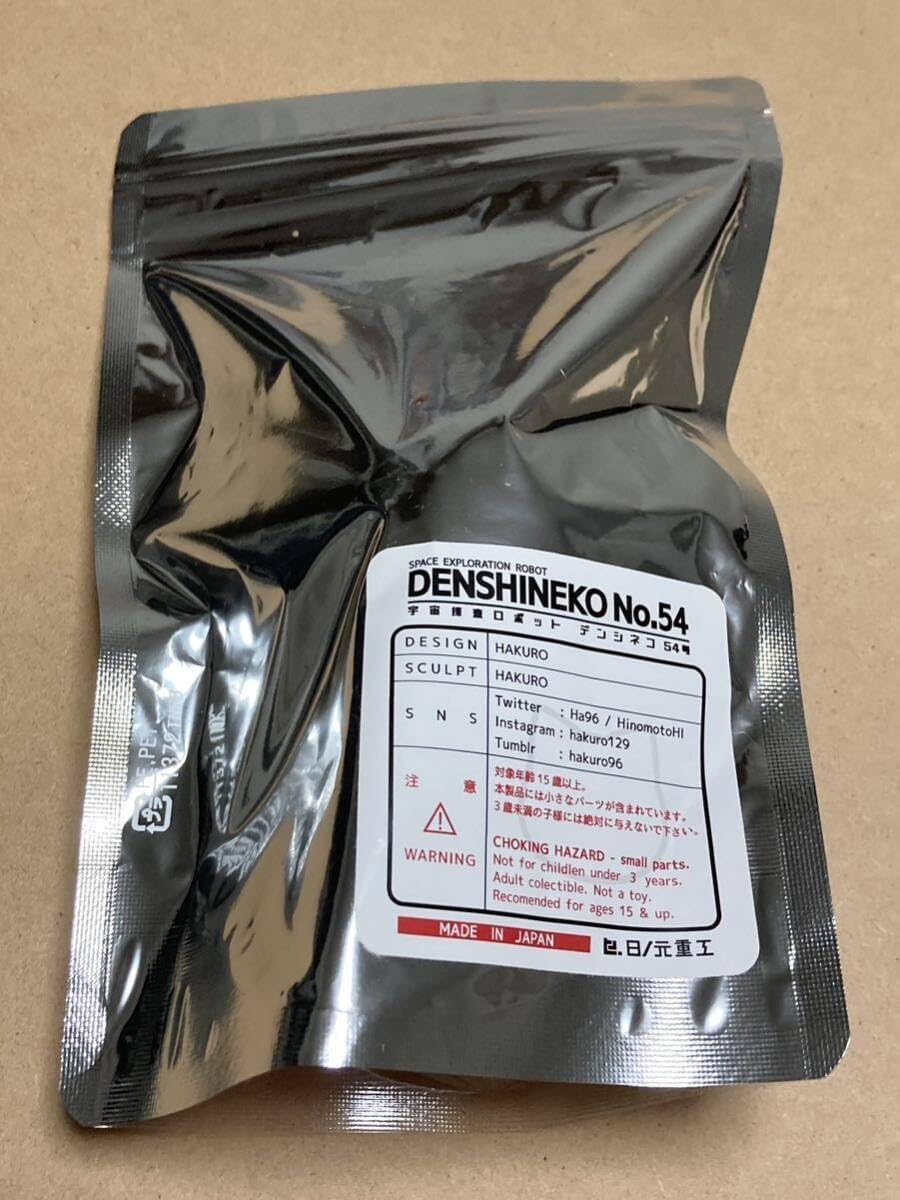 SPACE EXPLORATION ROBOT
DENSHINEKO No.54
宇宙捜査ロボット デンシネコ 54号
DESIGN HAKURO
SCULPT HAKURO
SNS
Twitter : Ha96 / HinomotoHI
Instagram : hakuro129
Tumblr : hakuro96
注意
WARNING
対象年齢15歳以上。
本製品には小さなパーツが含まれています。
3歳未満の子様には絶対に与えないで下さい。
CHOKING HAZARD - small parts.
Not for childlen under 3 years.
Adult colectible. Not a toy.
Recomended for ages 15 & up.
MADE IN JAPAN
日ノ元重工
プラ